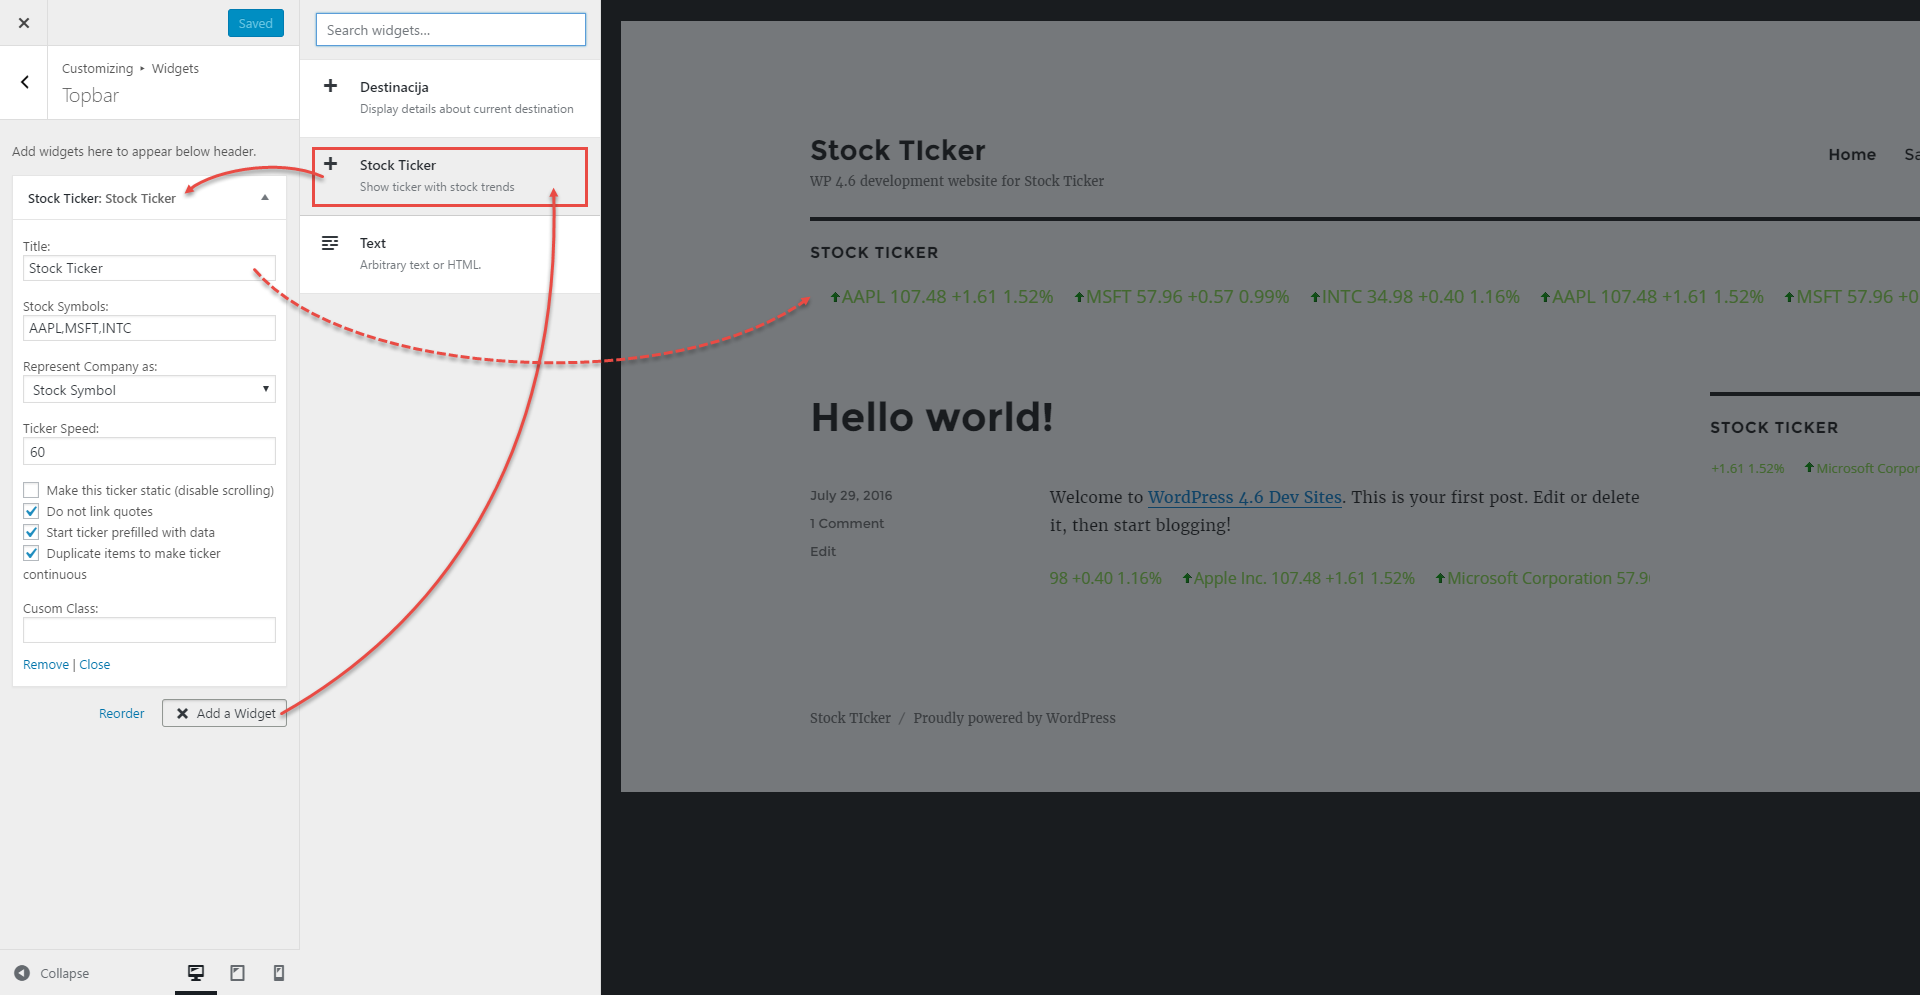 Saved
Customizing ▸ Widgets
Topbar
Add widgets here to appear below header.
Stock Ticker: Stock Ticker
Title:
Stock Ticker
Stock Symbols:
AAPL,MSFT,INTC
Represent Company as:
Stock Symbol
Ticker Speed:
60
Make this ticker static (disable scrolling)
Do not link quotes
Start ticker prefilled with data
Duplicate items to make ticker
continuous
Cusom Class:
Remove | Close
Reorder
Add a Widget
Collapse
Search widgets...
Destinacija
Display details about current destination
Stock Ticker
Show ticker with stock trends
Text
Arbitrary text or HTML.
Stock TIcker
WP 4.6 development website for Stock Ticker
Home Sa
STOCK TICKER
AAPL 107.48 +1.61 1.52% MSFT 57.96 +0.57 0.99% INTC 34.98 +0.40 1.16% AAPL 107.48 +1.61 1.52% MSFT 57.96 +0
Hello world!
July 29, 2016
1 Comment
Edit
Welcome to WordPress 4.6 Dev Sites. This is your first post. Edit or delete
it, then start blogging!
98 +0.40 1.16% Apple Inc. 107.48 +1.61 1.52% Microsoft Corporation 57.9
STOCK TICKER
+1.61 1.52% Microsoft Corpor
Stock TIcker / Proudly powered by WordPress